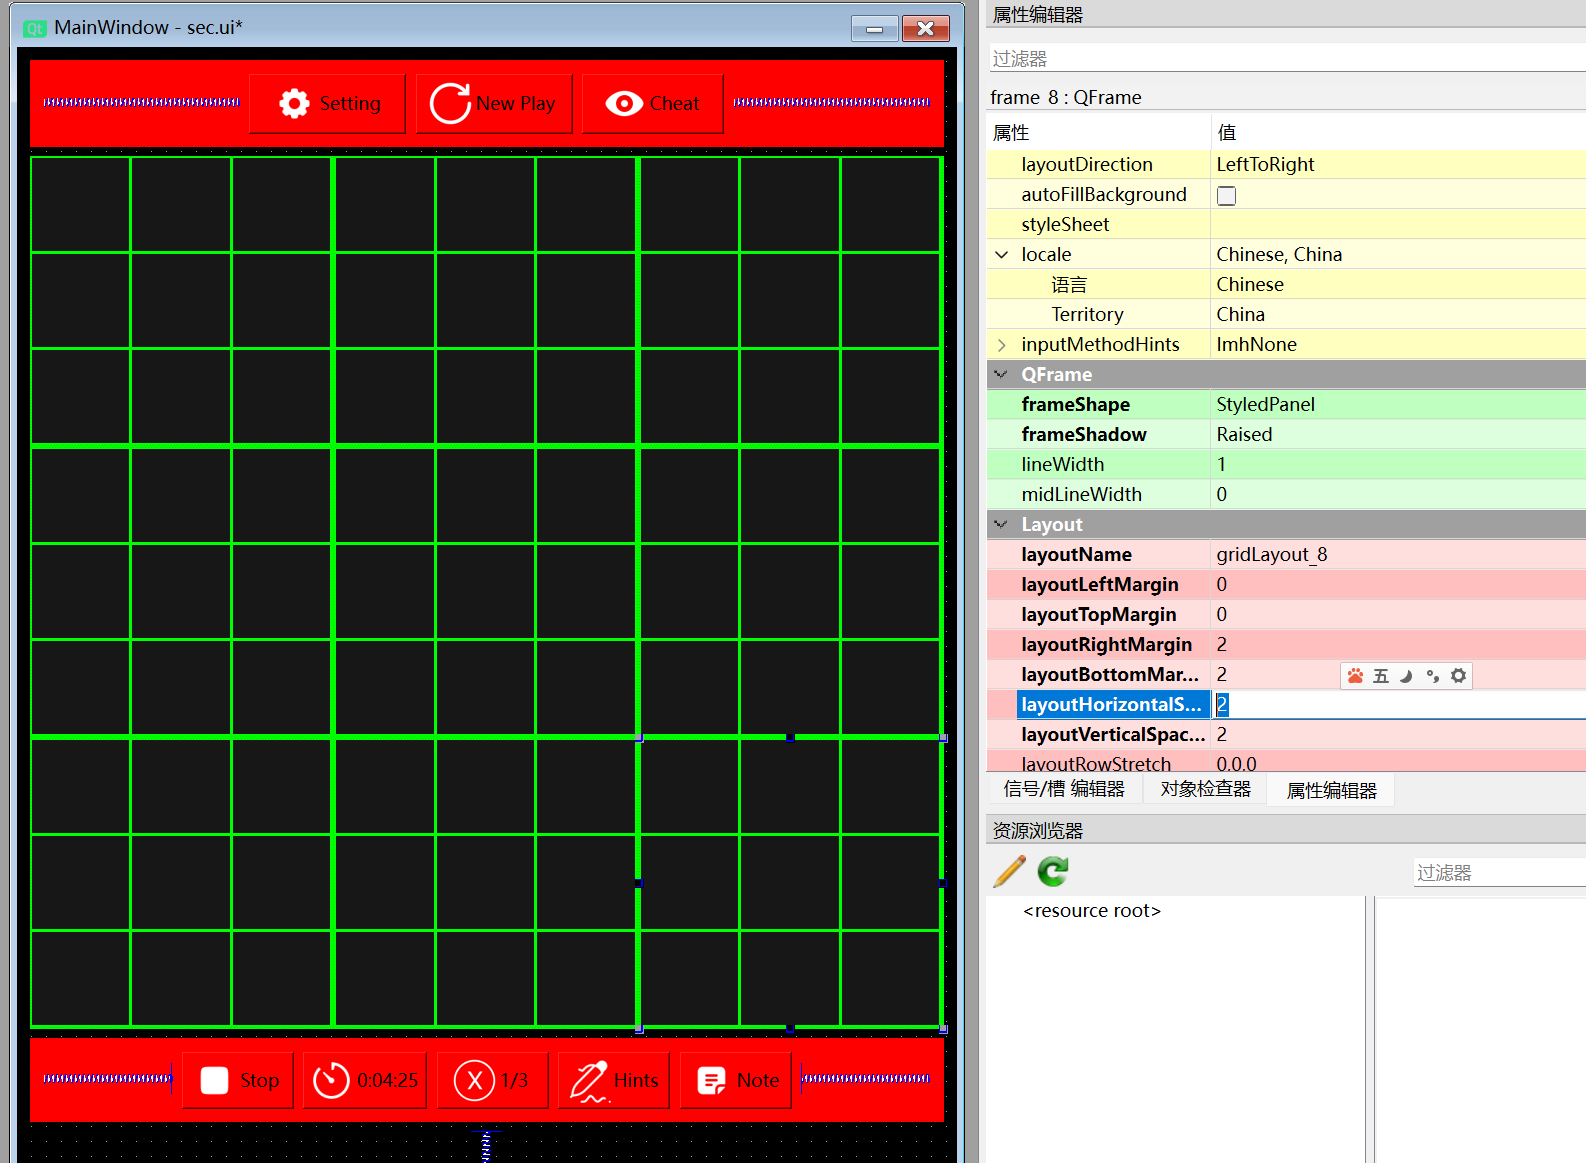 Qt MainWindow - sec.ui*
Setting
New Play
Cheat
Stop
0:04:25
X 1/3
Hints
Note
属性编辑器
过滤器
frame_8 : QFrame
属性 值
layoutDirection LeftToRight
autoFillBackground
styleSheet
locale Chinese, China
语言 Chinese
Territory China
inputMethodHints ImhNone
QFrame
frameShape StyledPanel
frameShadow Raised
lineWidth 1
midLineWidth 0
Layout
layoutName gridLayout_8
layoutLeftMargin 0
layoutTopMargin 0
layoutRightMargin 2
layoutBottomMar... 2
五
layoutHorizontalS... 2
layoutVerticalSpac... 2
layoutRowStretch 0,0,0
信号/槽 编辑器 对象检查器 属性编辑器
资源浏览器
过滤器
<resource root>